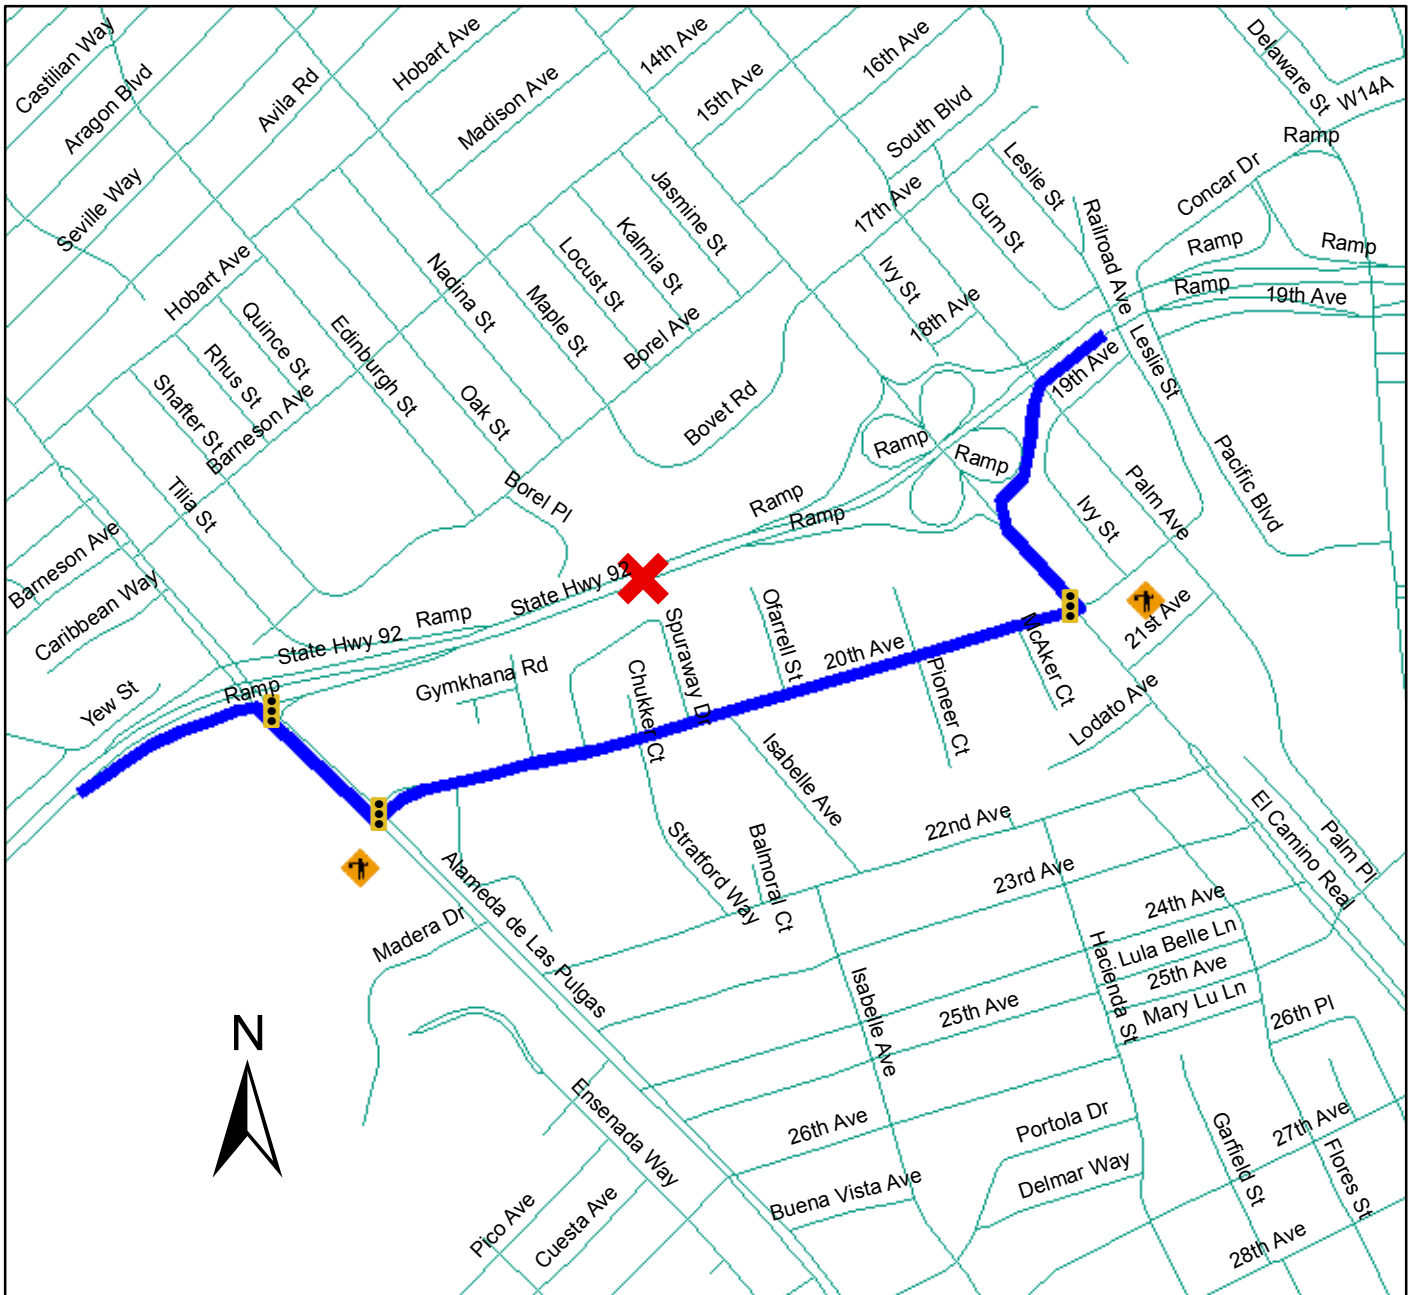 Castilian Way
Aragon Blvd
Avila Rd
Hobart Ave
Madison Ave
14th Ave
15th Ave
16th Ave
South Blvd
17th Ave
Delaware St
W14A
Ramp
Concar Dr
Ramp
Ramp
Ramp
19th Ave
Leslie St
Railroad Ave
Gum St
Seville Way
Hobart Ave
Jasmine St
Kalmia St
Locust St
Nadina St
Maple St
Borel Ave
Ivy St
18th Ave
Quince St
Rhus St
Shafter St
Edinburgh St
Barneson Ave
Oak St
Tilia St
Bovet Rd
19th Ave
Leslie St
Ramp
Ramp
Pacific Blvd
Palm Ave
Ivy St
Borel Pl
Ramp
Ramp
Barneson Ave
Caribbean Way
State Hwy 92
Ramp
State Hwy 92
Ramp
Yew St
Gymkhana Rd
Chukker Ct
Spuraway Dr
Ofarrell St
20th Ave
Pioneer Ct
McAker Ct
21st Ave
Lodato Ave
Isabelle Ave
22nd Ave
23rd Ave
24th Ave
Lula Belle Ln
25th Ave
Mary Lu Ln
El Camino Real
Palm Pl
Stratford Way
Balmoral Ct
Alameda de Las Pulgas
Madera Dr
Isabelle Ave
25th Ave
Hacienda St
26th Pl
N
Ensenada Way
26th Ave
Portola Dr
Delmar Way
Buena Vista Ave
Garfield St
27th Ave
Flores St
28th Ave
Pico Ave
Cuesta Ave